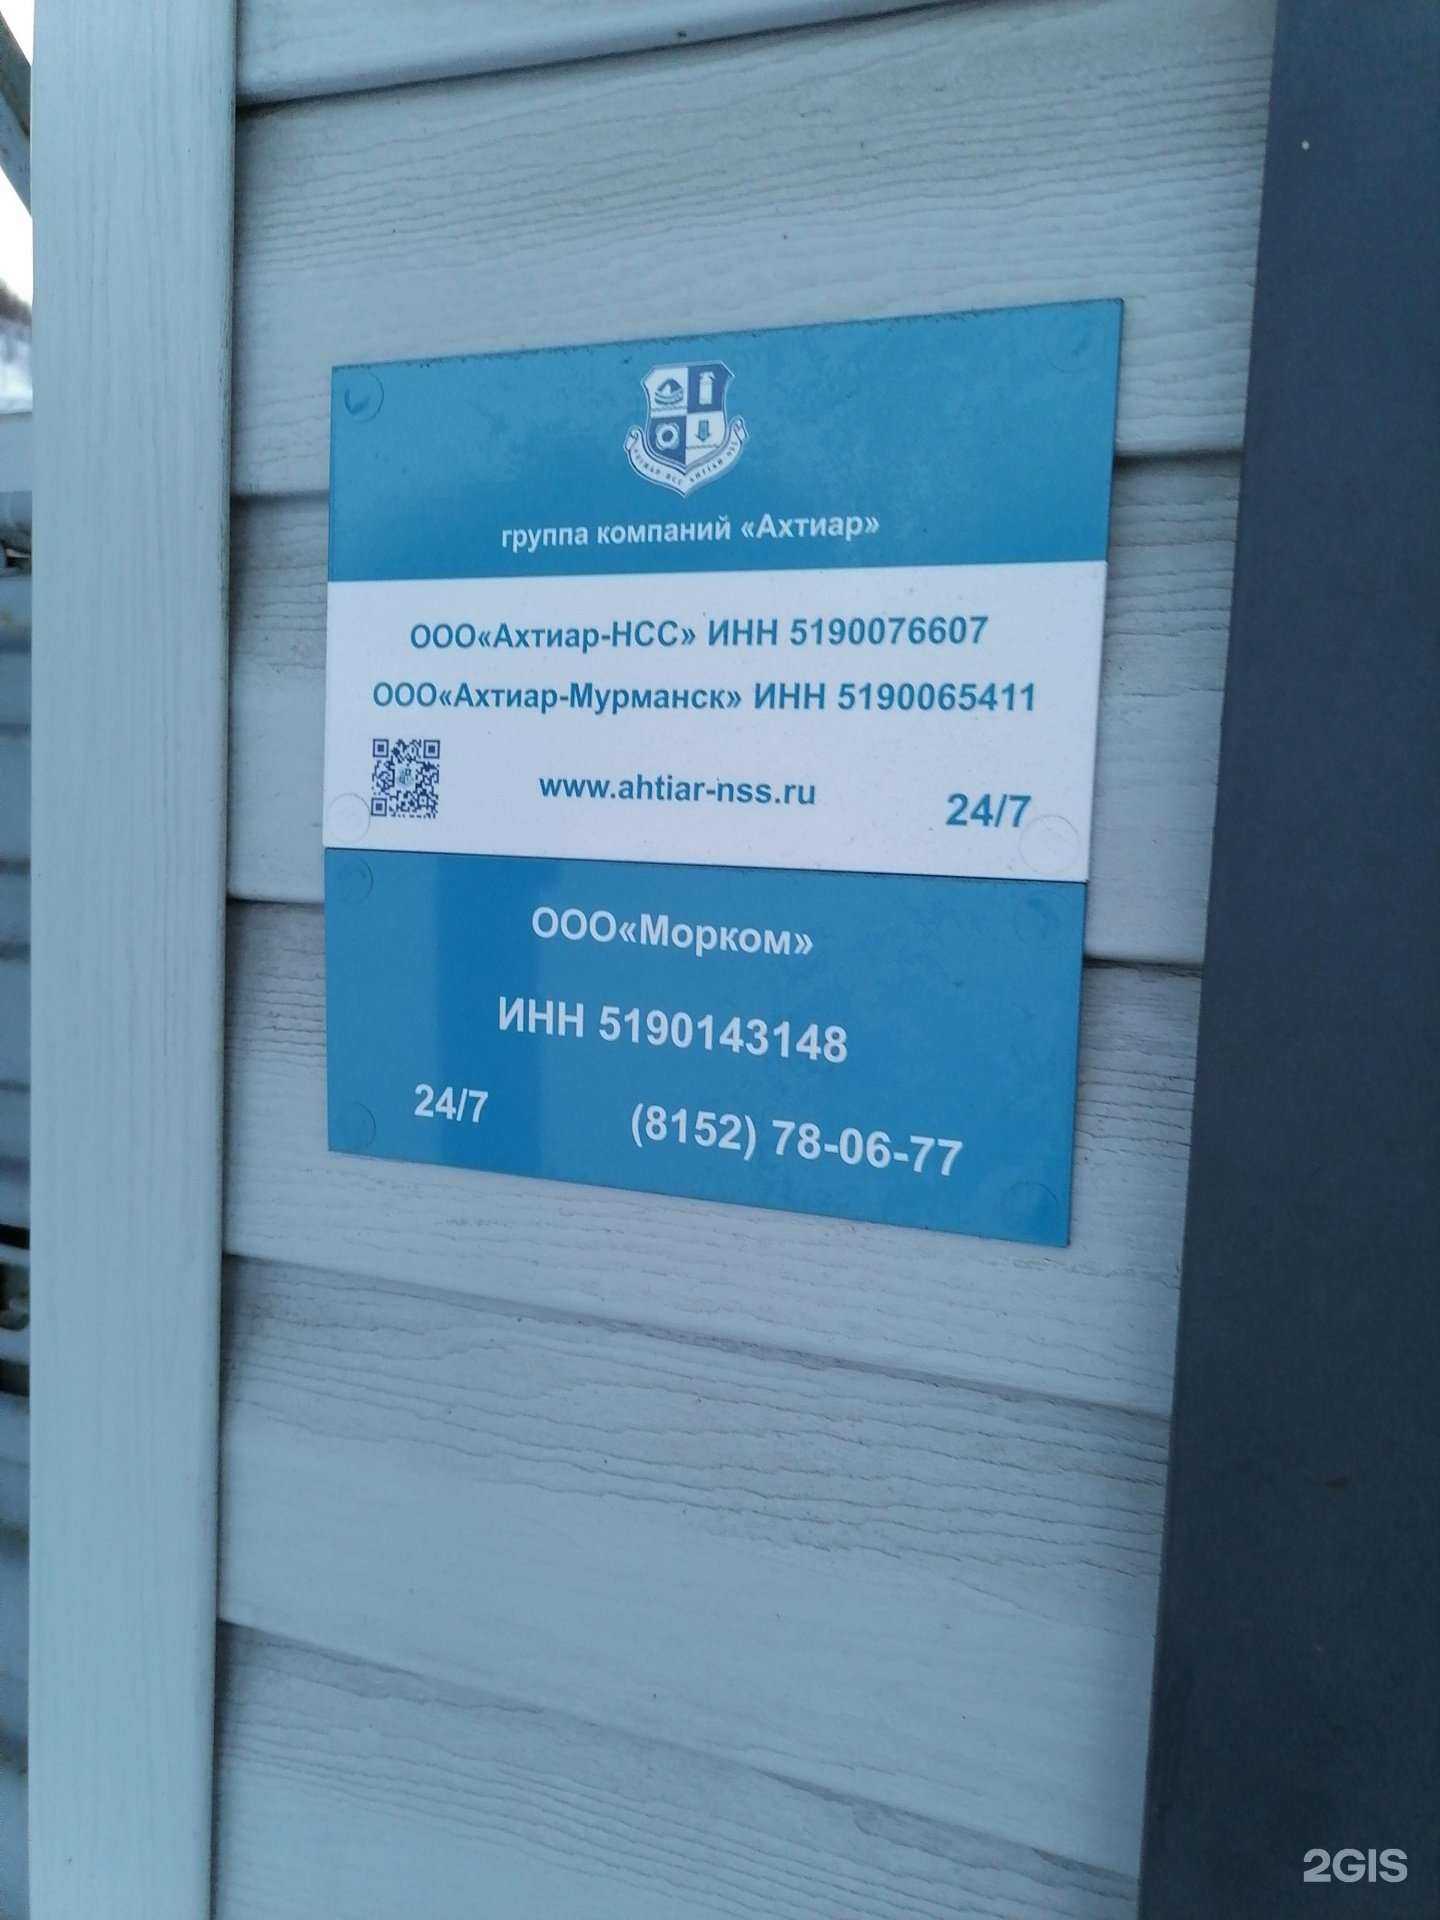 группа компаний «Ахтиар»
ООО«Ахтиар-НСС» ИНН 5190076607
ООО«Ахтиар-Мурманск» ИНН 5190065411
www.ahtiar-nss.ru
24/7
ООО«Морком»
ИНН 5190143148
24/7 (8152) 78-06-77
2GIS